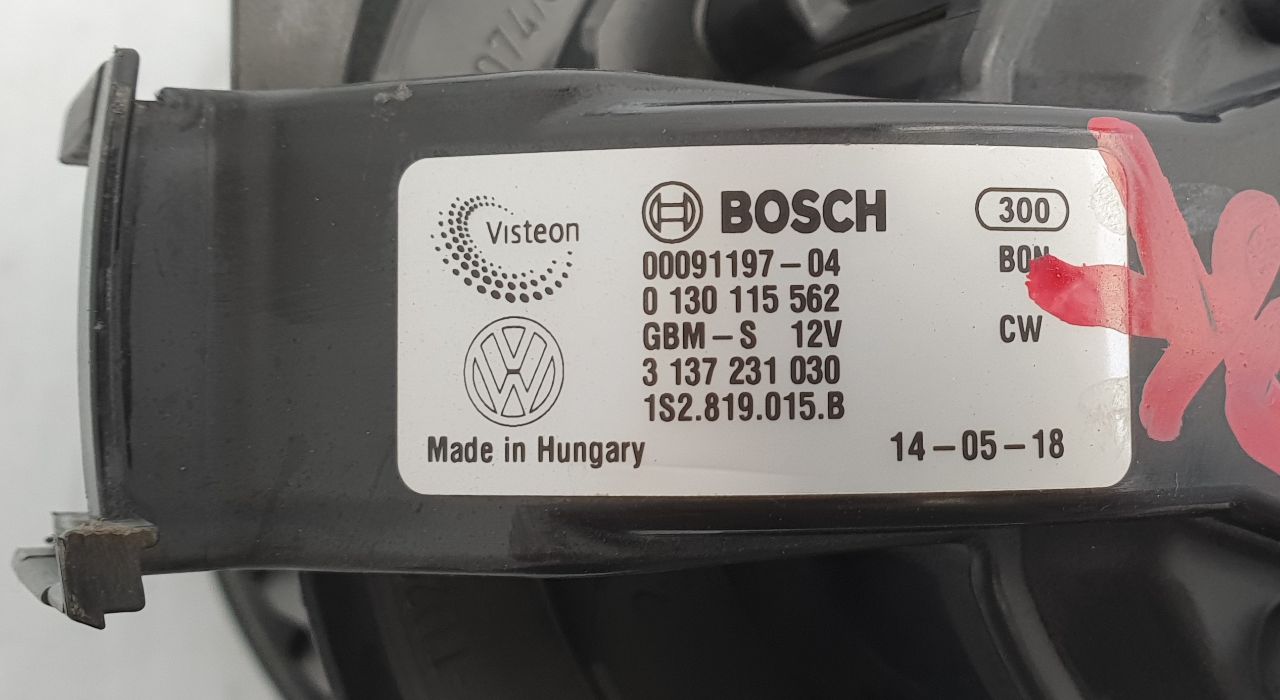 Visteon
BOSCH
300
00091197-04
BON
0 130 115 562
GBM-S 12V
CW
3 137 231 030
1S2.819.015.B
Made in Hungary
14-05-18